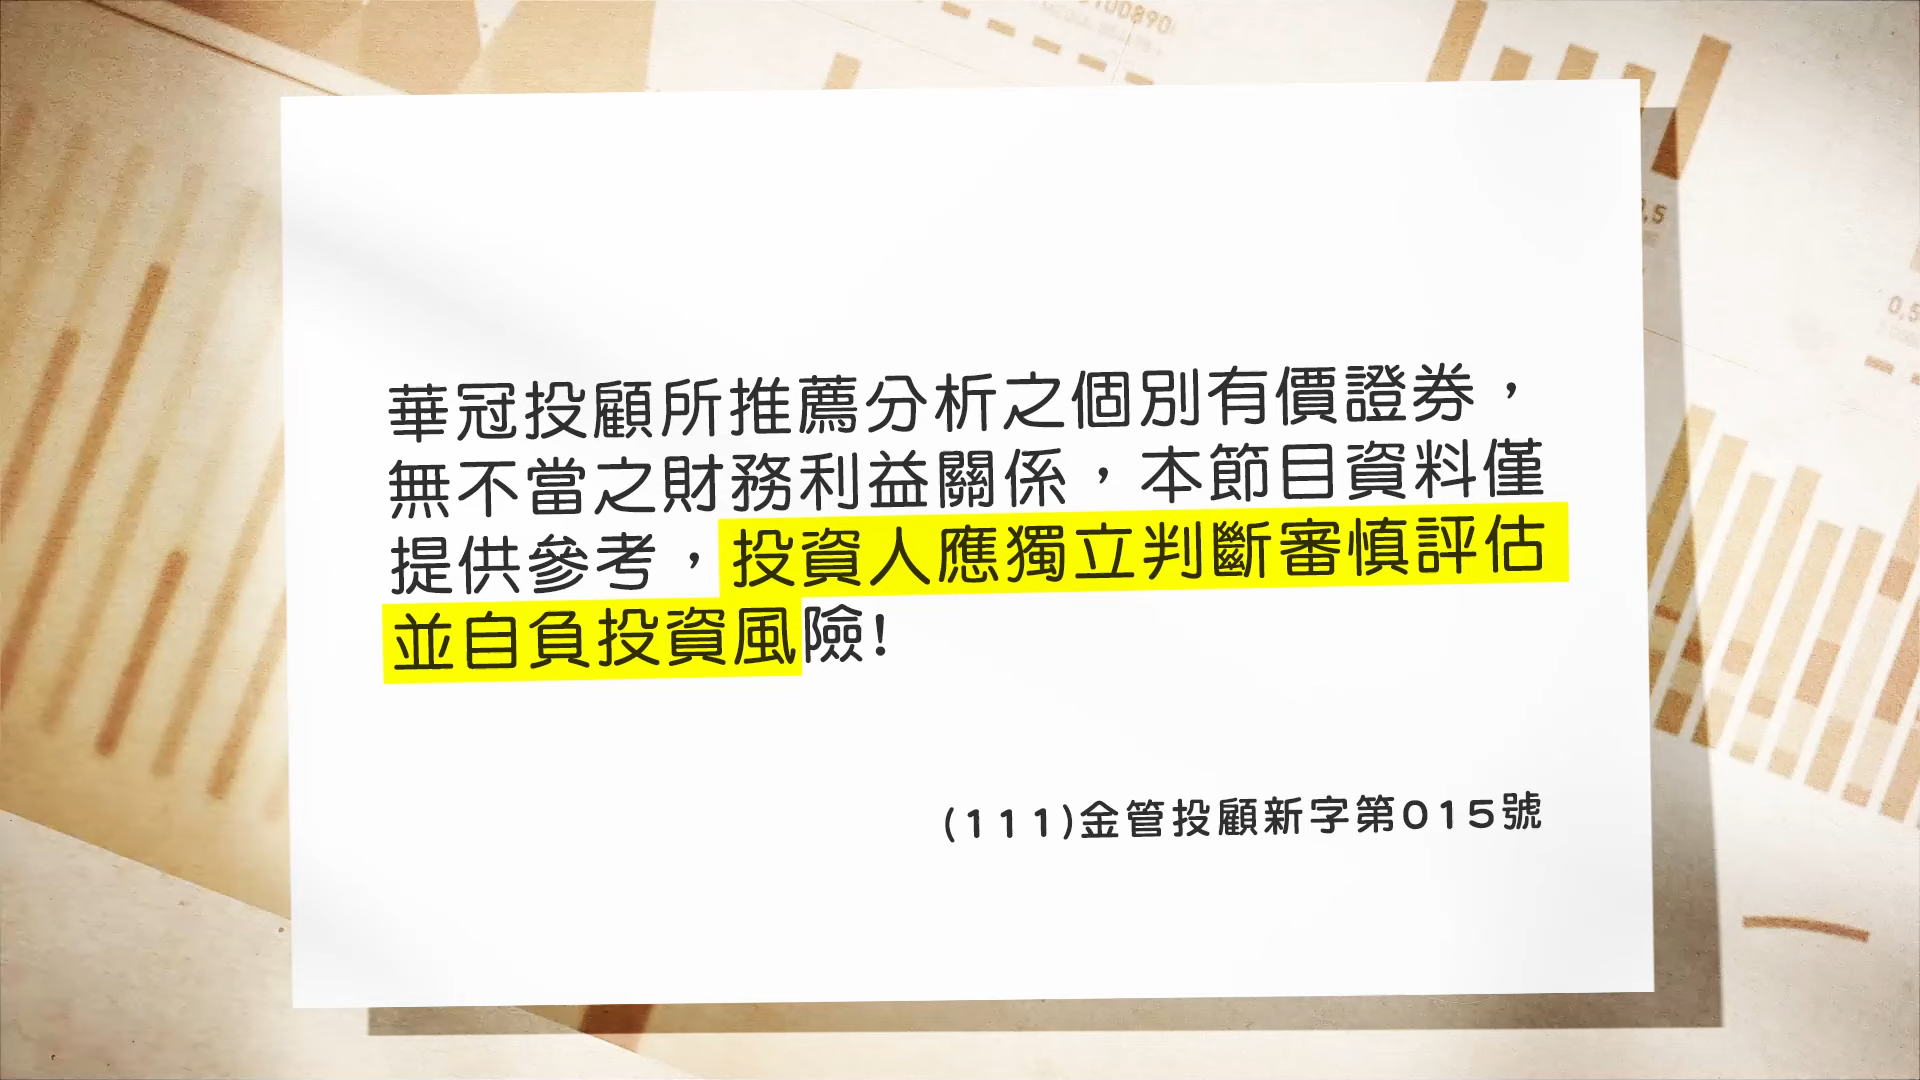 華冠投顧所推薦分析之個別有價證券，
無不當之財務利益關係，本節目資料僅
提供參考，投資人應獨立判斷審慎評估
並自負投資風險!
(111)金管投顧新字第015號